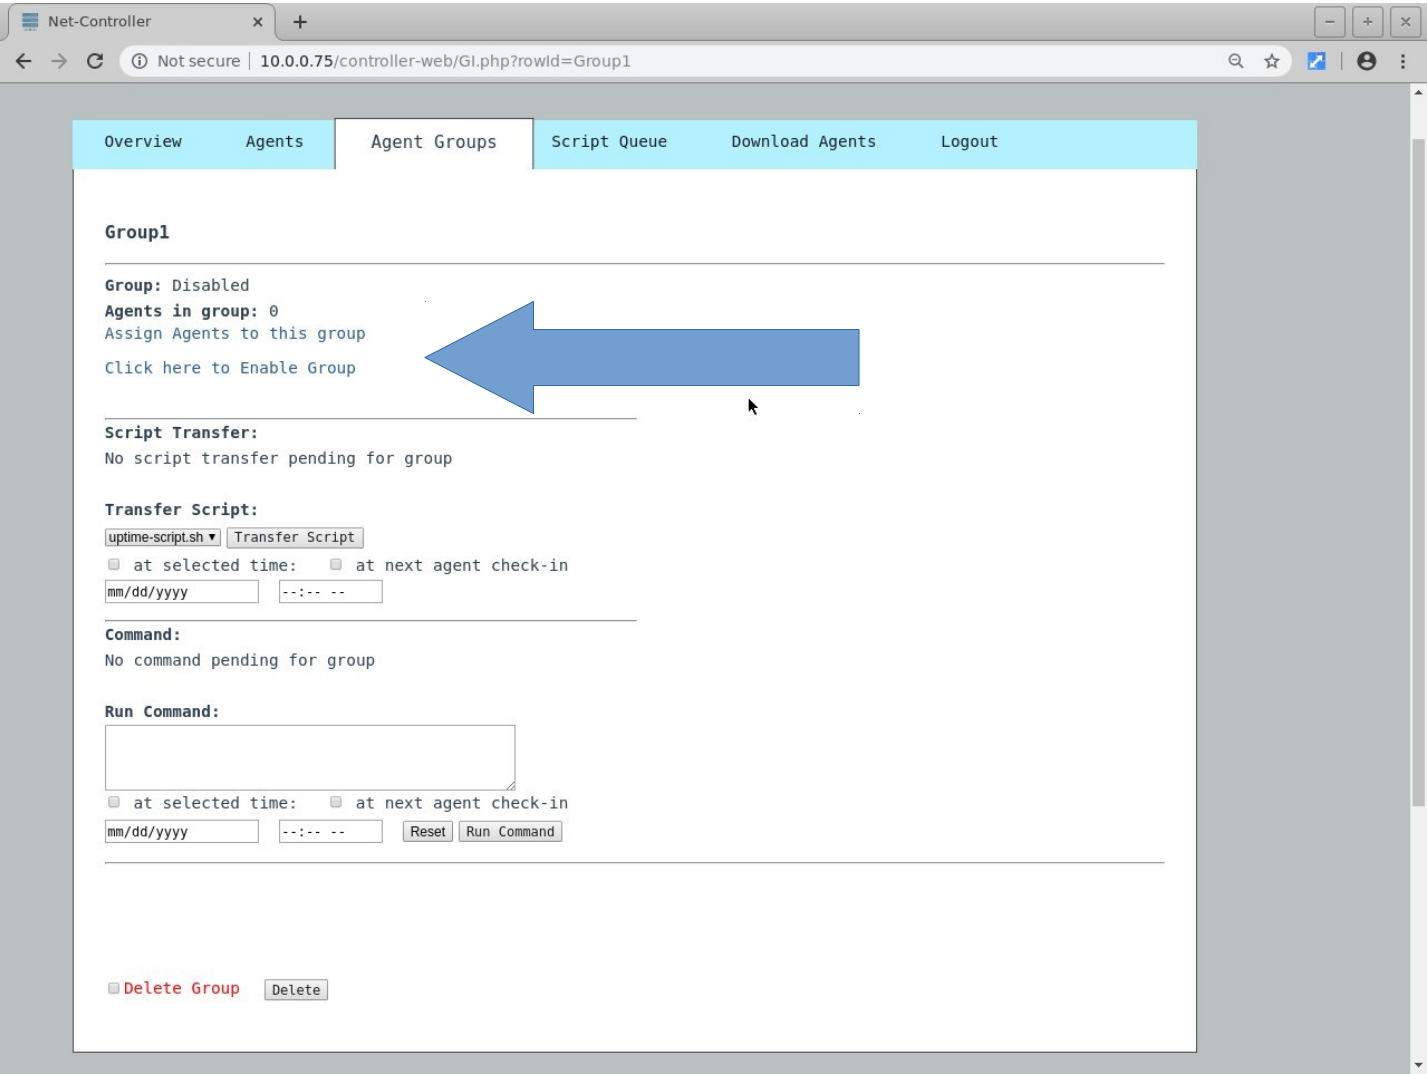 Net-Controller
Not secure | 10.0.0.75/controller-web/GI.php?rowId=Group1
Overview Agents Agent Groups Script Queue Download Agents Logout
Group1
Group: Disabled
Agents in group: 0
Assign Agents to this group
Click here to Enable Group
Script Transfer:
No script transfer pending for group
Transfer Script:
uptime-script.sh Transfer Script
at selected time: at next agent check-in
mm/dd/yyyy --:-- --
Command:
No command pending for group
Run Command:
at selected time: at next agent check-in
mm/dd/yyyy --:-- -- Reset Run Command
Delete Group Delete